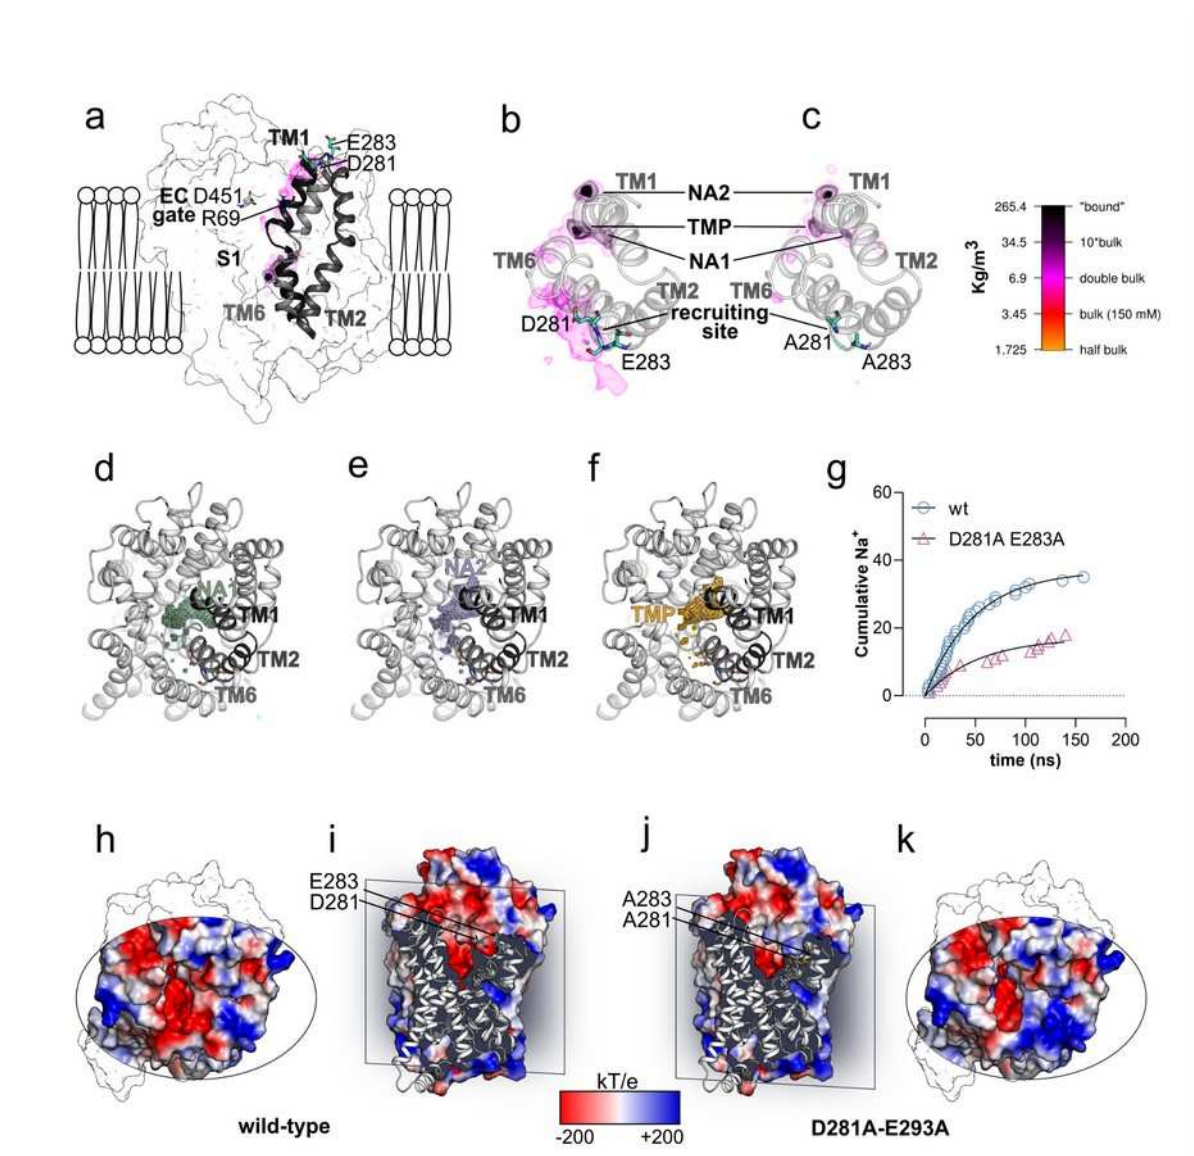 a
TM1
E283
D281
EC D451
gate R69
S1
TM6
TM2
b
c
TM1
NA2
TM1
TMP
TM6
NA1
TM2
TM2
TM6
recruiting
site
D281
E283
A281
A283
Kg/m³
265.4
"bound"
34.5
10*bulk
6.9
double bulk
3.45
bulk (150 mM)
1.725
half bulk
d
NA1
TM1
TM2
TM6
e
NA2
TM1
TM2
TM6
f
TMP
TM1
TM2
TM6
g
60
40
20
0
Cumulative Na⁺
wt
D281A E283A
0 50 100 150 200
time (ns)
h
i
E283
D281
j
A283
A281
k
kT/e
-200
+200
wild-type
D281A-E293A